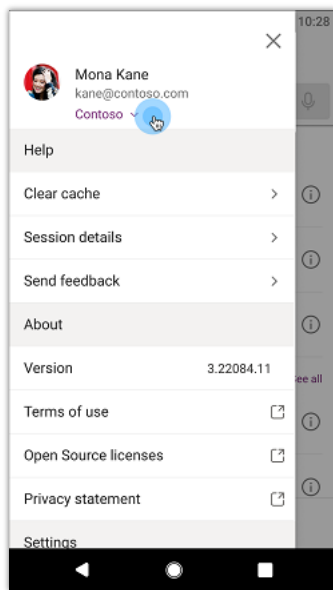 10:28
Mona Kane
kane@contoso.com
Contoso
Help
Clear cache
Session details
Send feedback
About
Version 3.22084.11
See all
Terms of use
Open Source licenses
Privacy statement
Settings